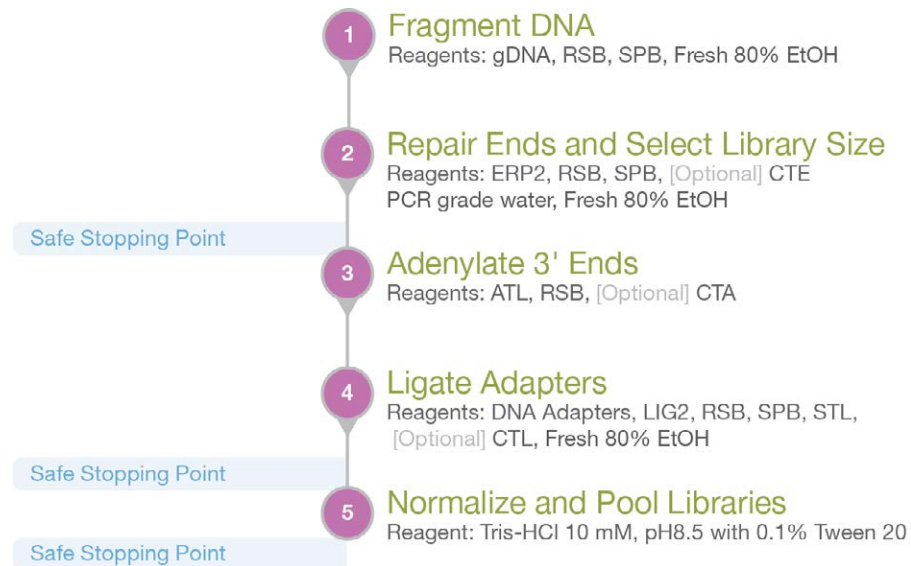 1
Fragment DNA
Reagents: gDNA, RSB, SPB, Fresh 80% EtOH
2
Repair Ends and Select Library Size
Reagents: ERP2, RSB, SPB, [Optional] CTE
PCR grade water, Fresh 80% EtOH
Safe Stopping Point
3
Adenylate 3' Ends
Reagents: ATL, RSB, [Optional] CTA
4
Ligate Adapters
Reagents: DNA Adapters, LIG2, RSB, SPB, STL,
[Optional] CTL, Fresh 80% EtOH
Safe Stopping Point
5
Normalize and Pool Libraries
Reagent: Tris-HCl 10 mM, pH8.5 with 0.1% Tween 20
Safe Stopping Point